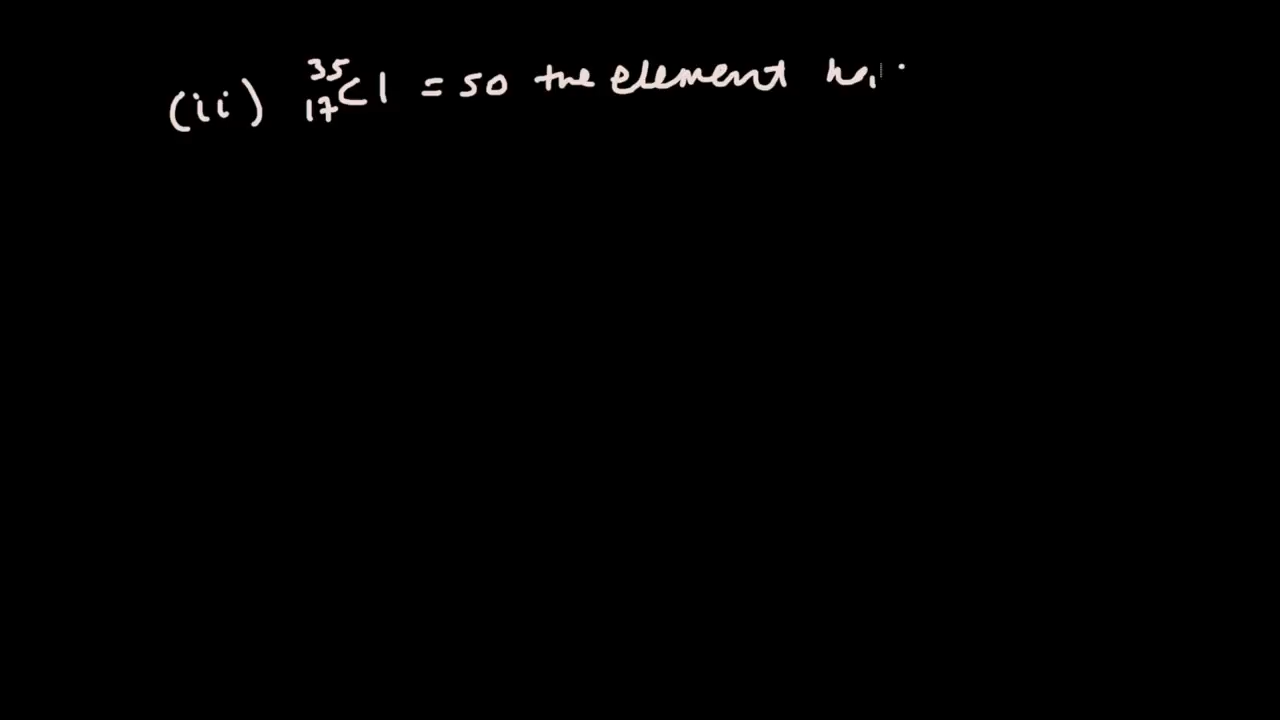 (ii) ³⁵₁₇Cl = 50 the element